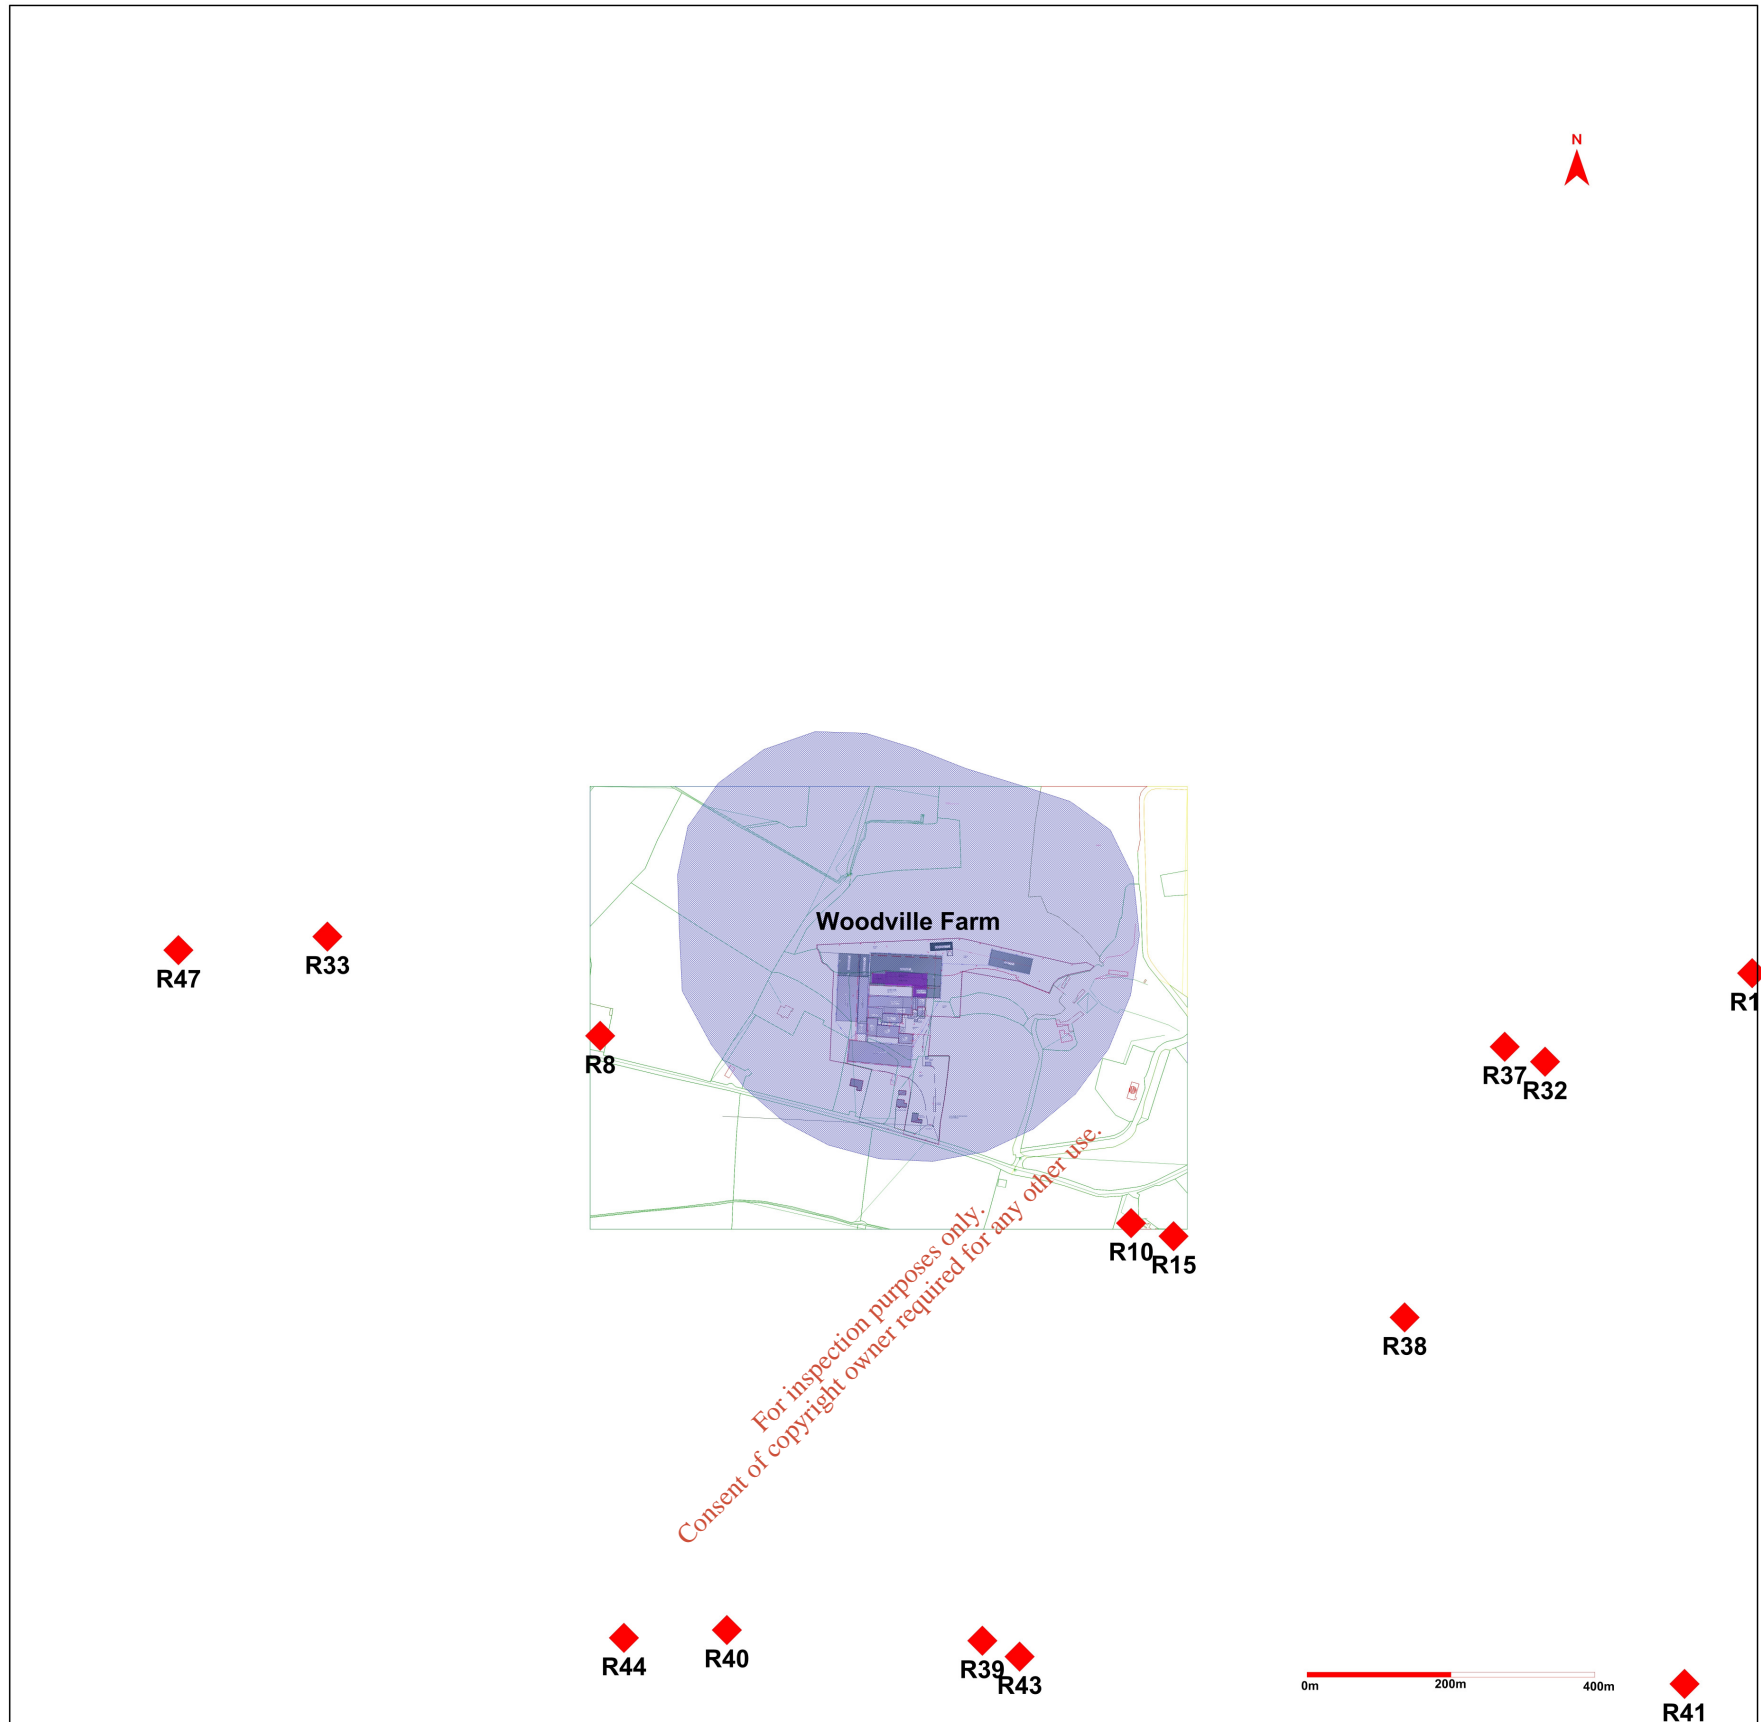 N
Woodville Farm
R47
R33
R1
R8
R37
R32
R10
R15
R38
For inspection purposes only.
Consent of copyright owner required for any other use.
R44
R40
R39
R43
0m
200m
400m
R41